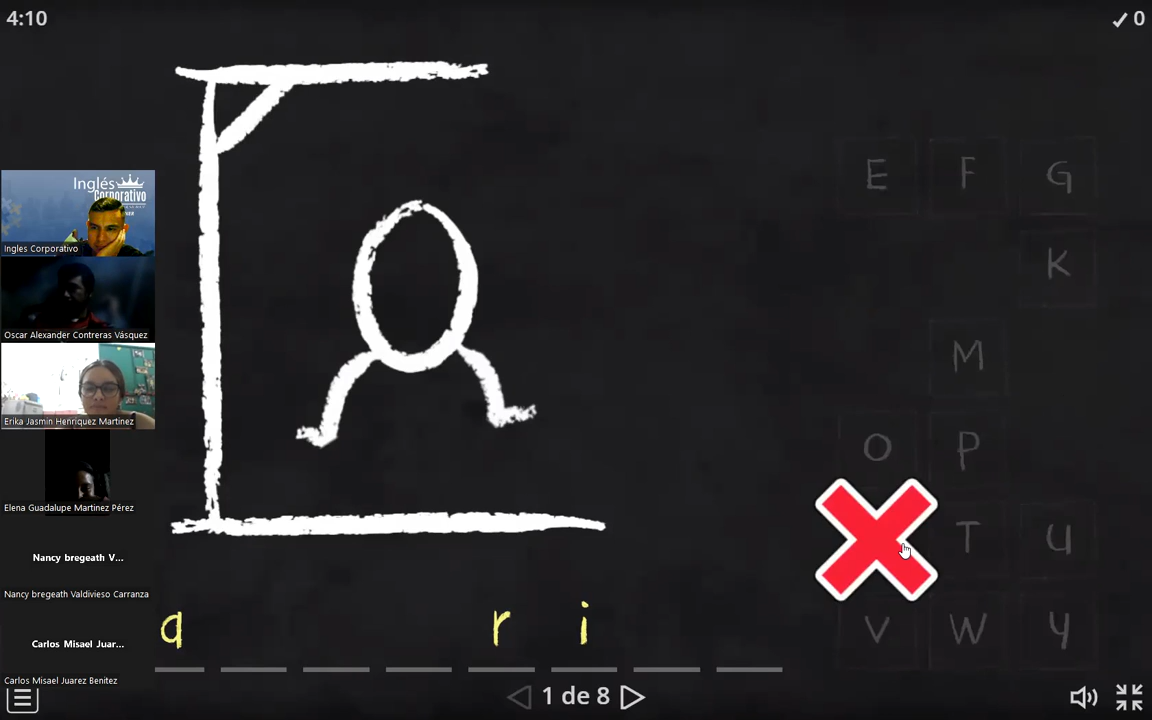 4:10
✓ 0
E F G
Inglés
Corporativo
Ingles Corporativo
K
Oscar Alexander Contreras Vásquez
M
Erika Jasmin Henriquez Martinez
O P
Elena Guadalupe Martinez Pérez
T U
Nancy bregeath V...
Nancy bregeath Valdivieso Carranza
a r i
V W Y
Carlos Misael Juar...
Carlos Misael Juarez Benitez
1 de 8